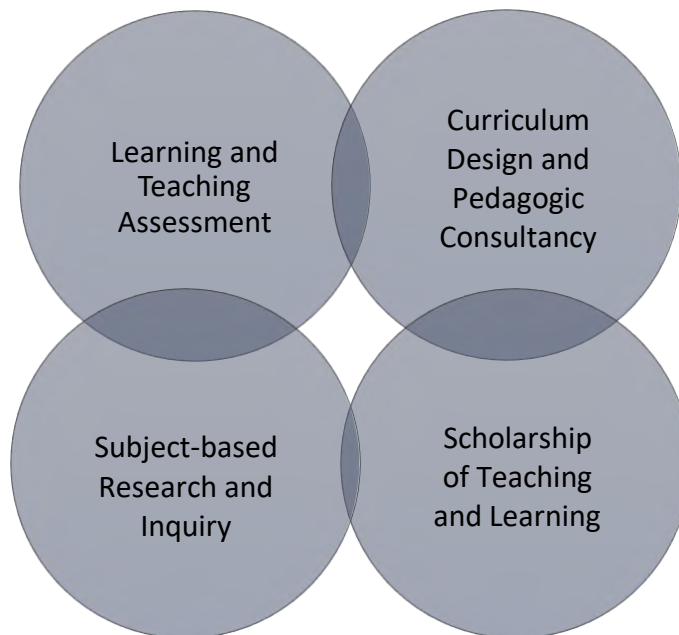 Learning and
Teaching
Assessment
Curriculum
Design and
Pedagogic
Consultancy
Subject-based
Research and
Inquiry
Scholarship
of Teaching
and Learning